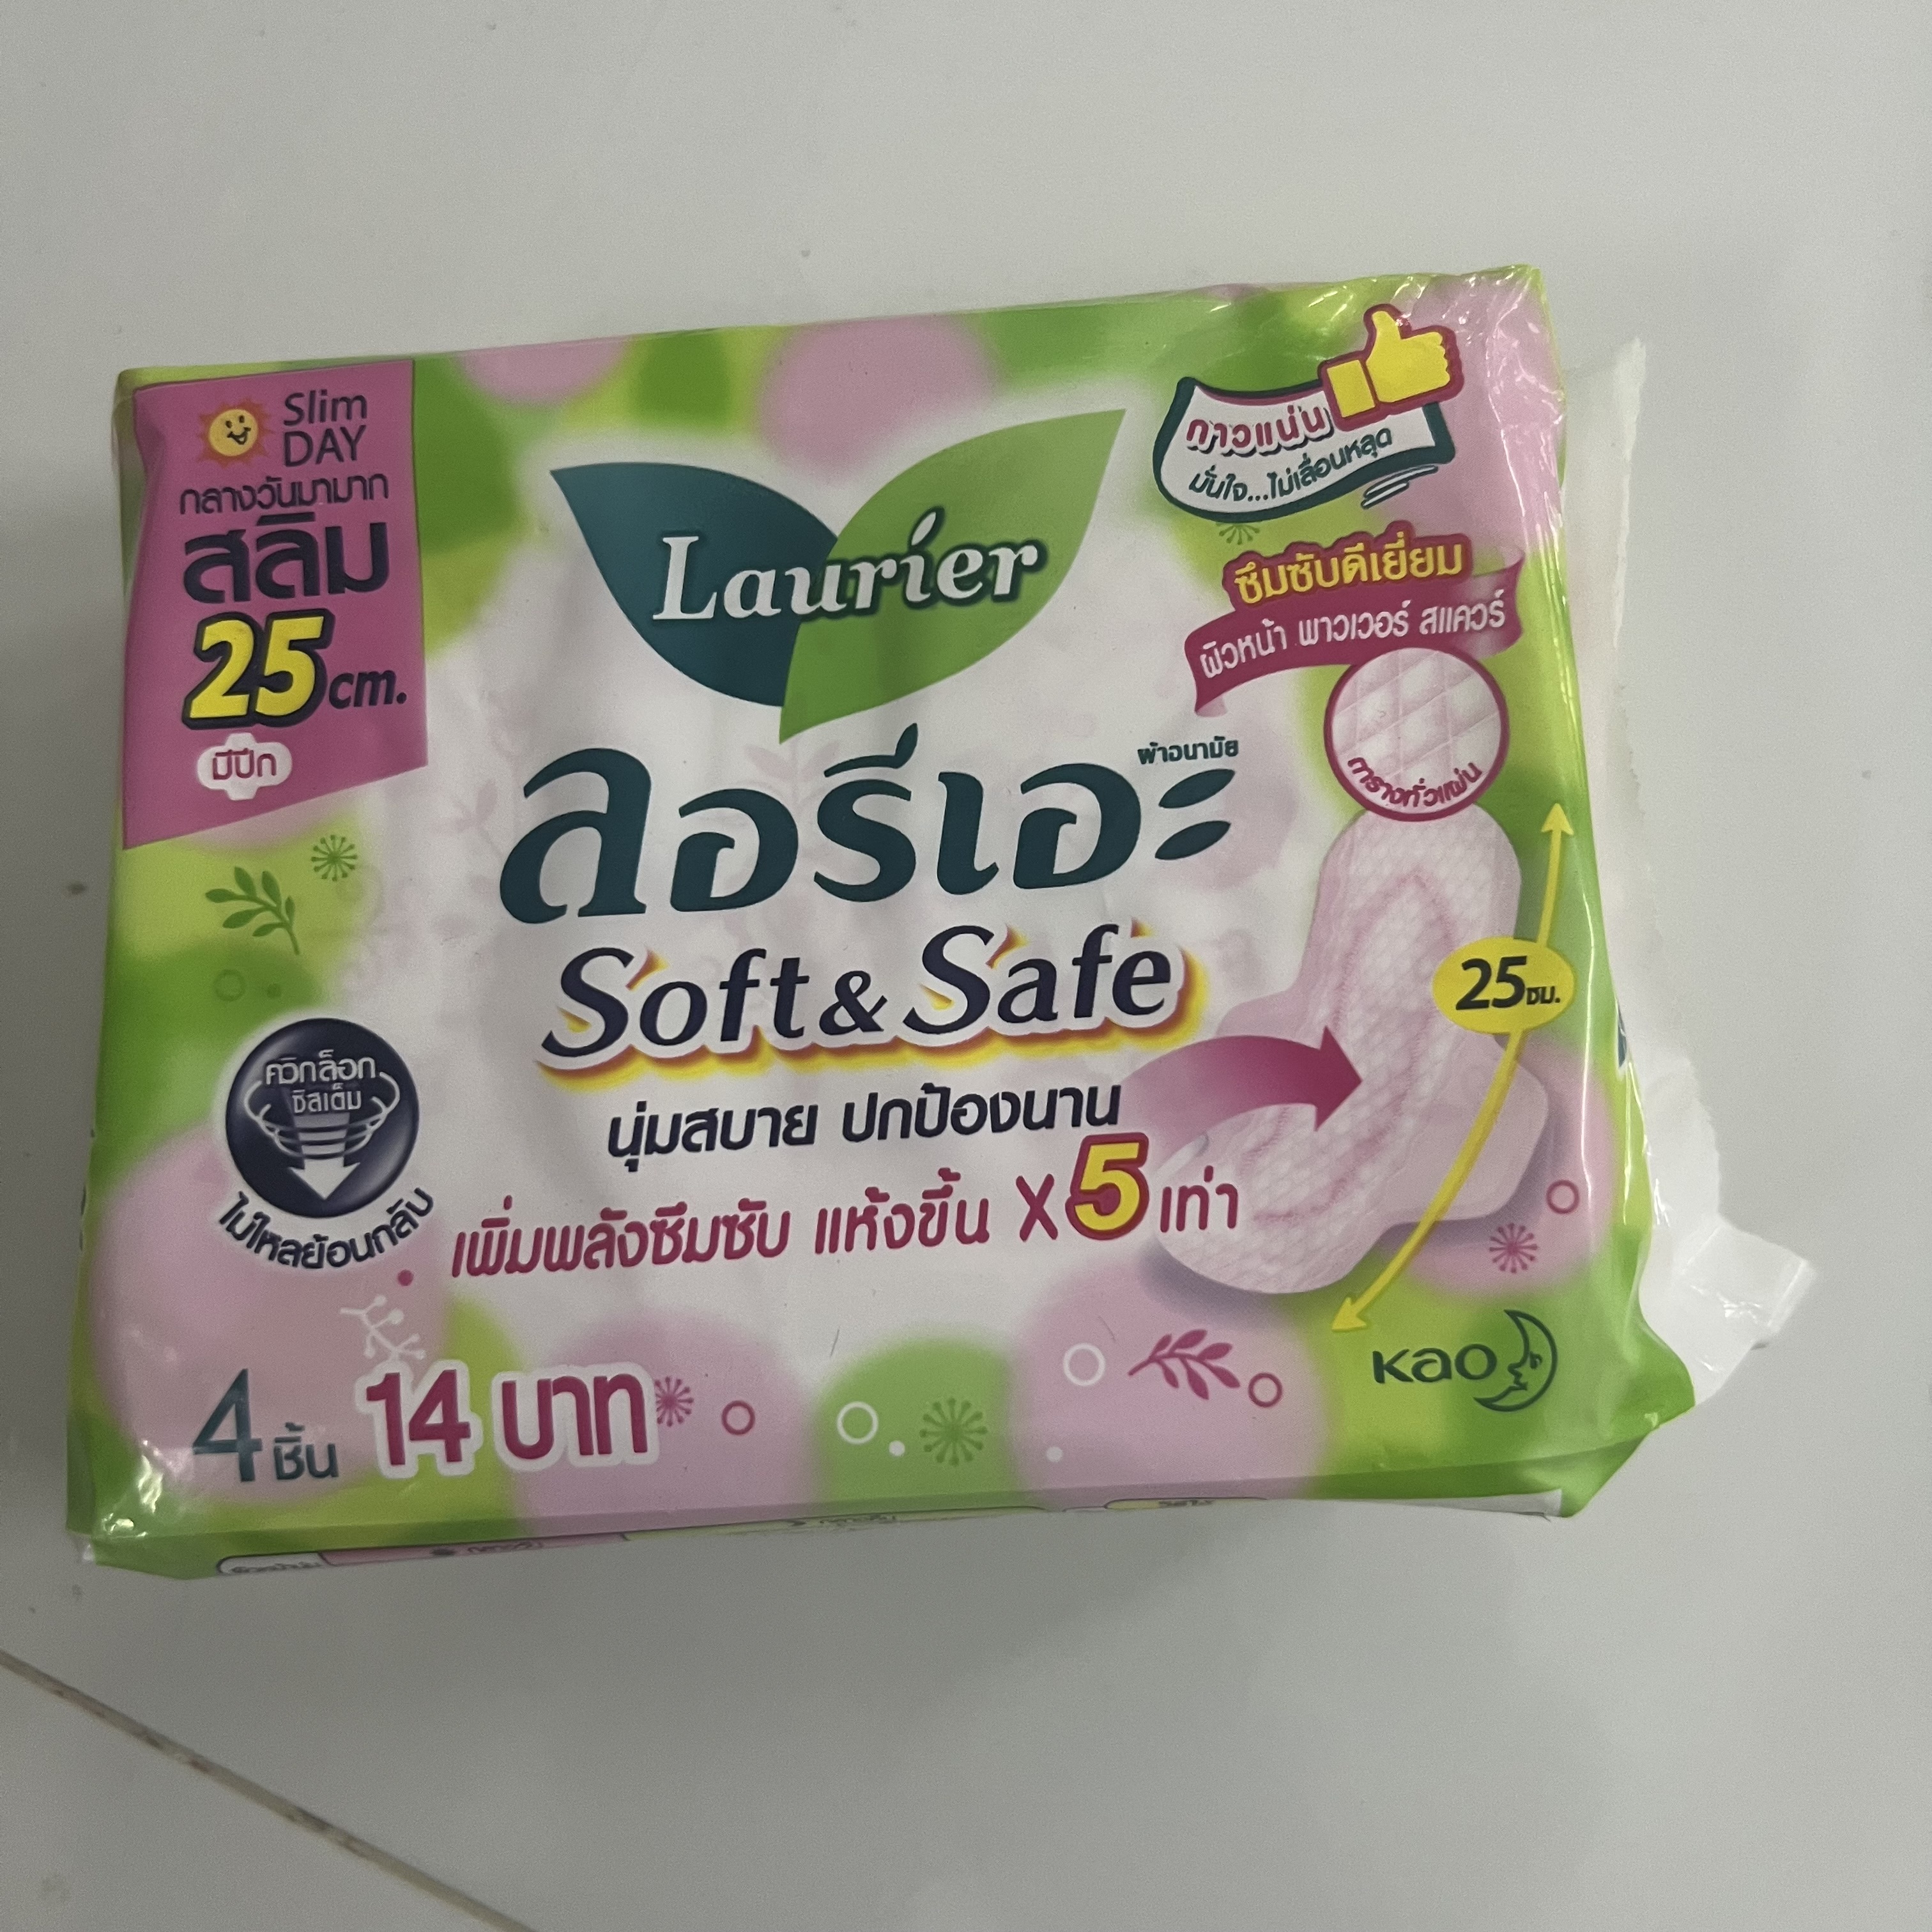 Slim
DAY
กลางวันมามาก
สลิม
25cm.
มีปีก
Laurier
กาวแน่น
มั่นใจ...ไม่เลื่อนหลุด
ซึมซับดีเยี่ยม
ผิวหน้า พาวเวอร์ สแควร์
ตารางทั่วแผ่น
ผ้าอนามัย
ลอรีเอะ
Soft & Safe
25ซม.
นุ่มสบาย ปกป้องนาน
เพิ่มพลังซึมซับ แห้งขึ้น X5เท่า
ควิกล็อก
ซิสเต็ม
ไม่ไหลย้อนกลับ
4 ชิ้น 14 บาท
Kao